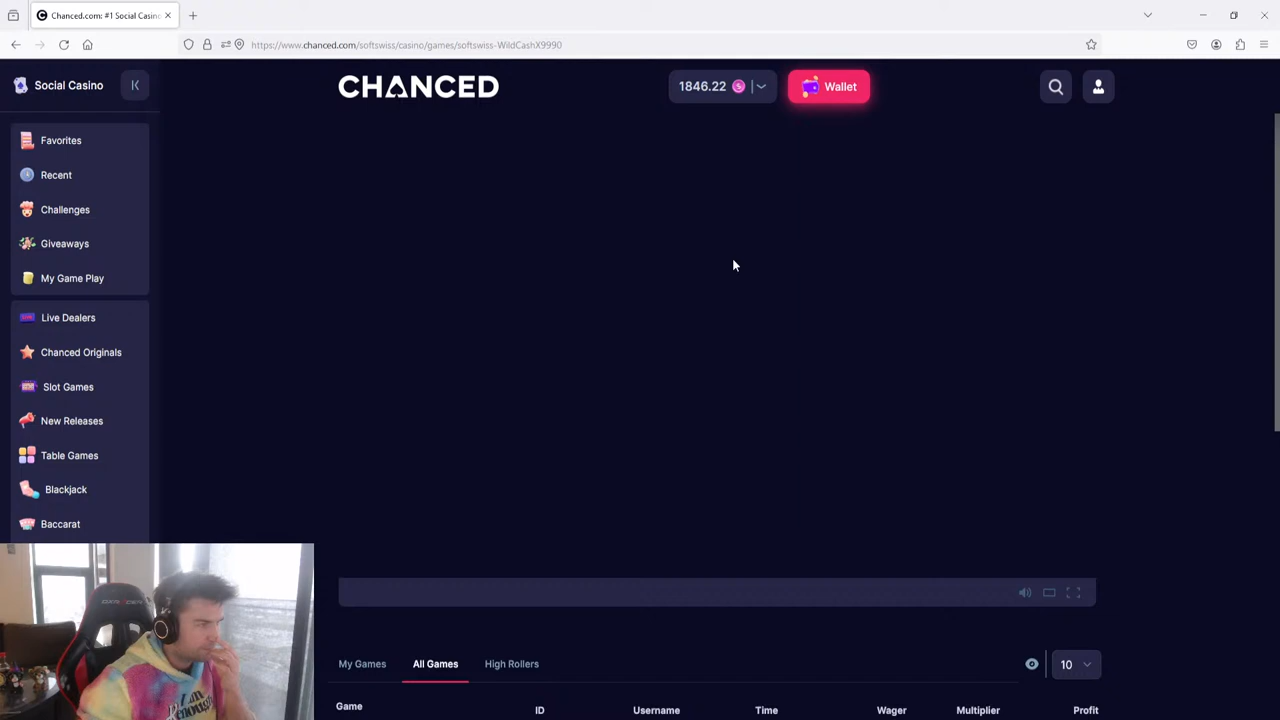 Chanced.com: #1 Social Casino
https://www.chanced.com/softswiss/casino/games/softswiss-WildCashX9990
Social Casino
CHANCED
1846.22
Wallet
Favorites
Recent
Challenges
Giveaways
My Game Play
Live Dealers
Chanced Originals
Slot Games
New Releases
Table Games
Blackjack
Baccarat
My Games
All Games
High Rollers
10
Game
ID
Username
Time
Wager
Multiplier
Profit